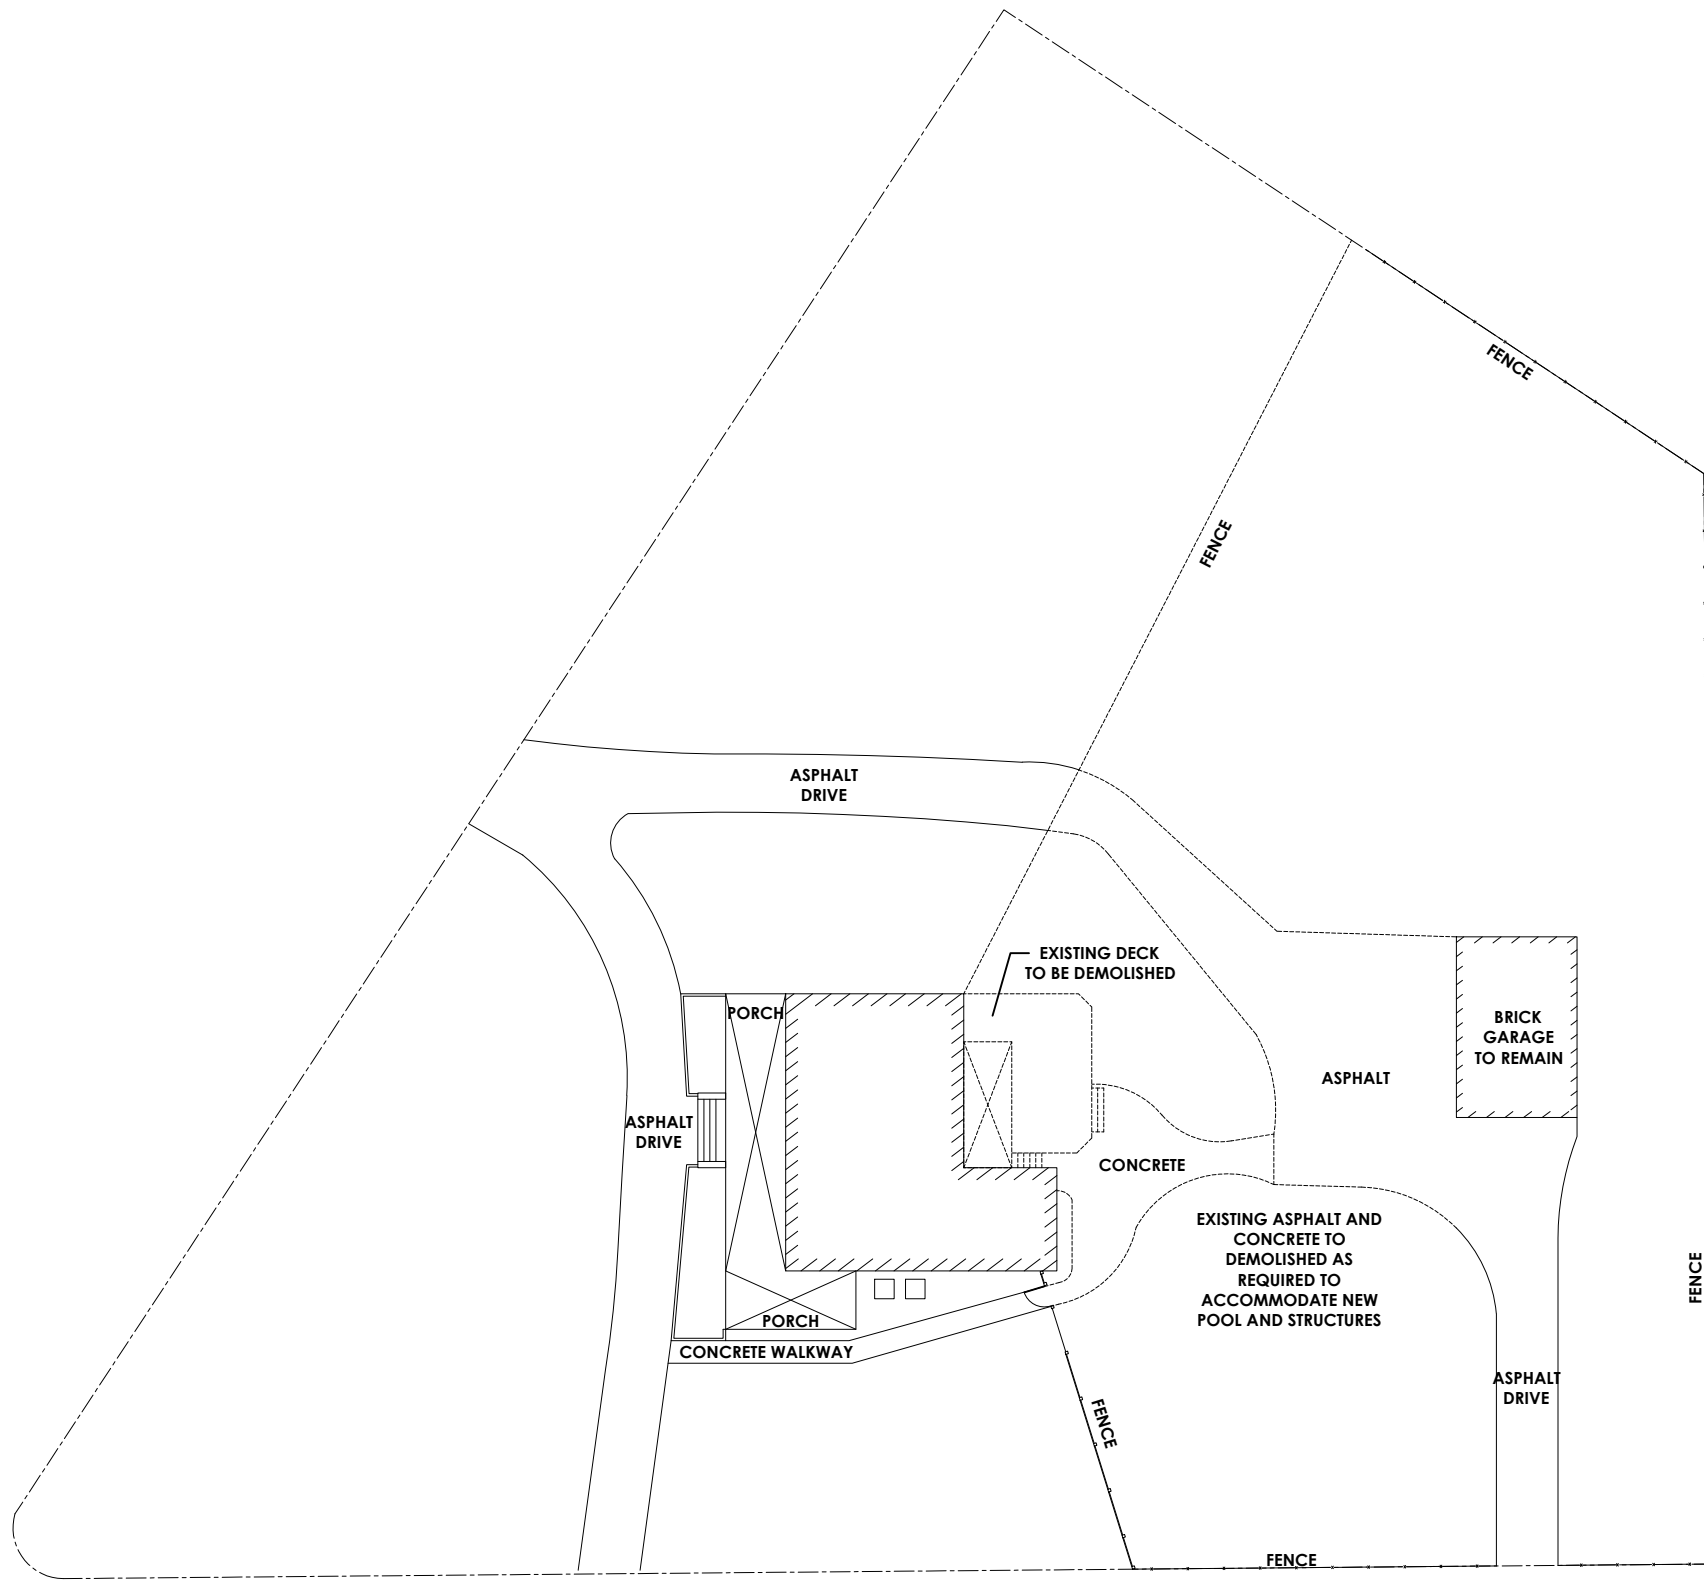 FENCE
FENCE
ASPHALT
DRIVE
EXISTING DECK
TO BE DEMOLISHED
PORCH
BRICK
GARAGE
TO REMAIN
ASPHALT
ASPHALT
DRIVE
CONCRETE
EXISTING ASPHALT AND
CONCRETE TO
DEMOLISHED AS
REQUIRED TO
ACCOMMODATE NEW
POOL AND STRUCTURES
FENCE
PORCH
CONCRETE WALKWAY
ASPHALT
DRIVE
FENCE
FENCE